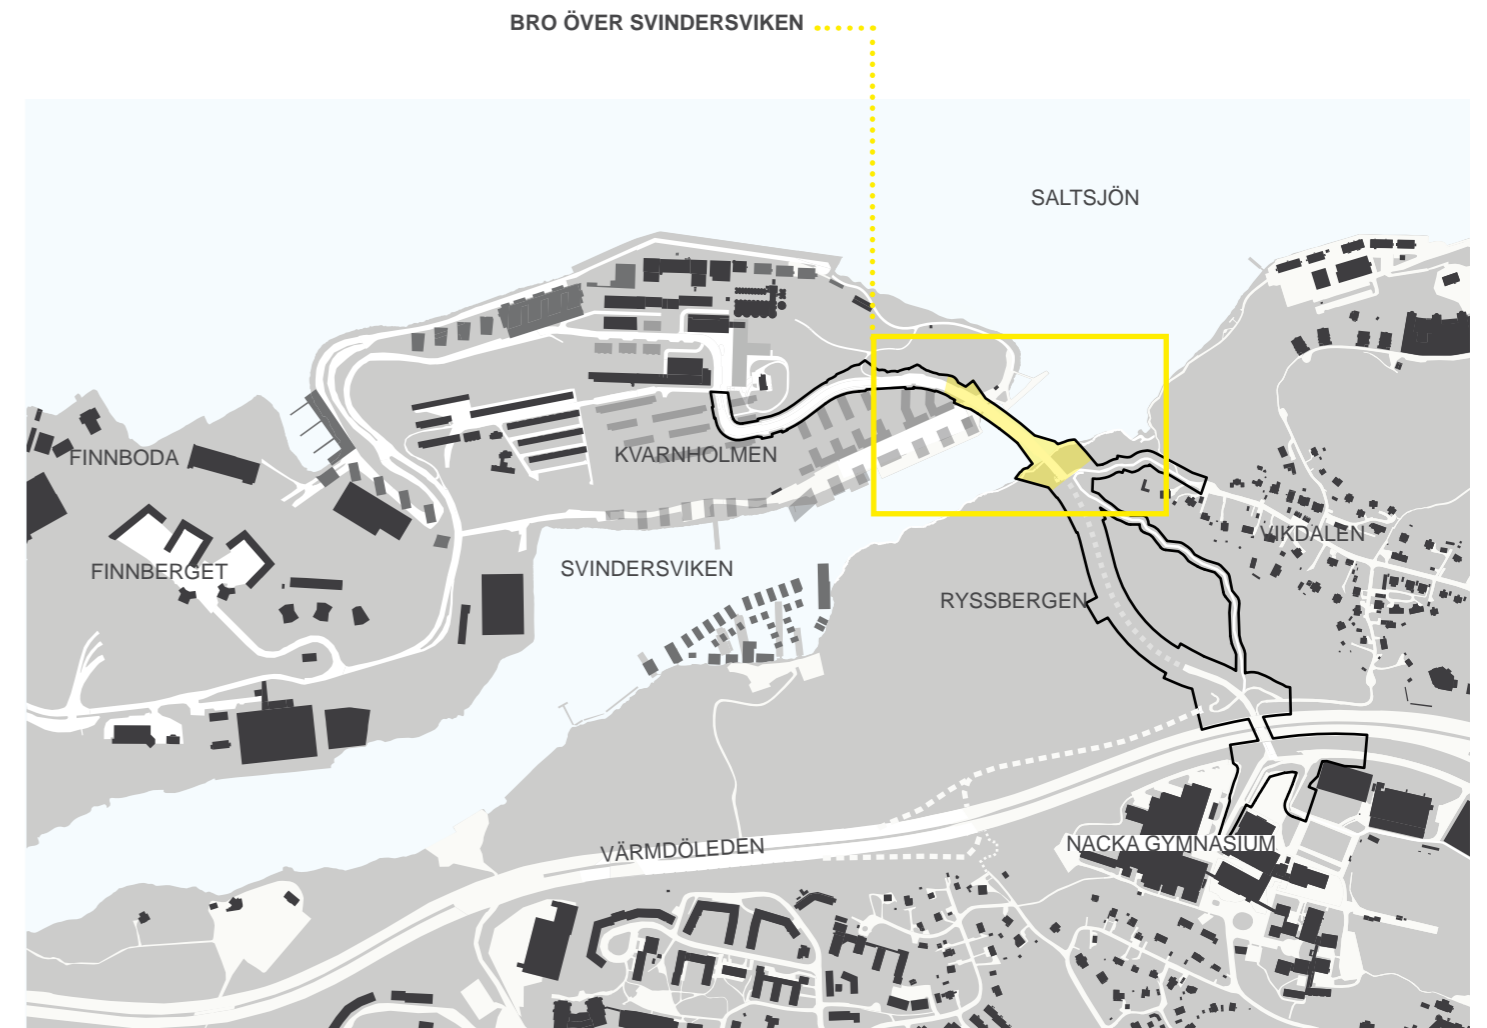 BRO ÖVER SVINDERSVIKEN
SALTSJÖN
FINNBODA
KVARNHOLMEN
VIKDALEN
FINNBERGET
SVINDERSVIKEN
RYSSBERGEN
VÄRMDÖLEDEN
NACKA GYMNASIUM